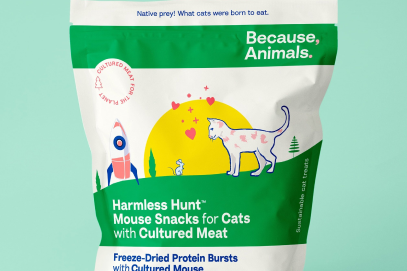 Native prey! What cats were born to eat.
Because,
Animals.
CULTURED MEAT FOR THE PLANET
Harmless Hunt™
Mouse Snacks for Cats
with Cultured Meat
Sustainable cat treats
Freeze-Dried Protein Bursts
with Cultured Mouse